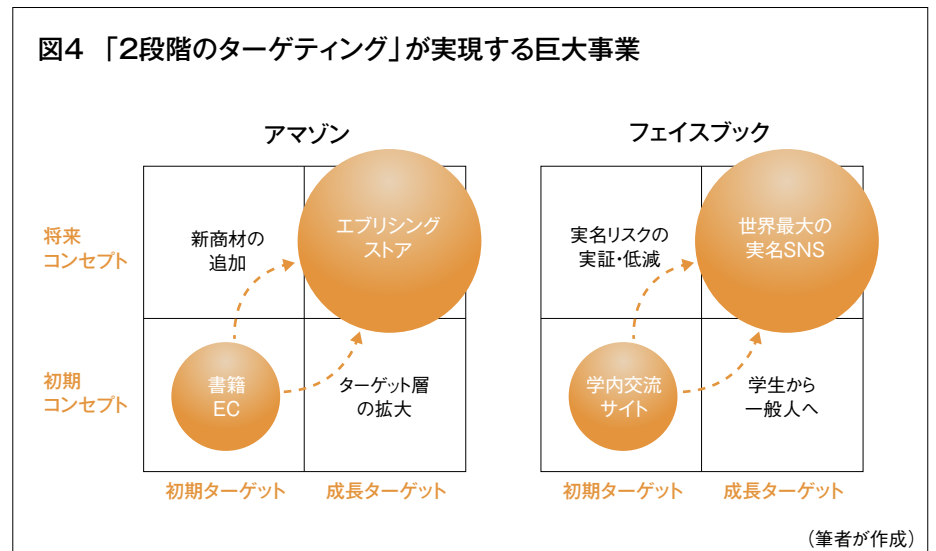 図4 「2段階のターゲティング」が実現する巨大事業
アマゾン
将来
コンセプト
初期
コンセプト
新商材の
追加
エブリシング
ストア
書籍
EC
ターゲット層
の拡大
初期ターゲット
成長ターゲット
フェイスブック
実名リスクの
実証・低減
世界最大の
実名SNS
学内交流
サイト
学生から
一般人へ
初期ターゲット
成長ターゲット
(筆者が作成)